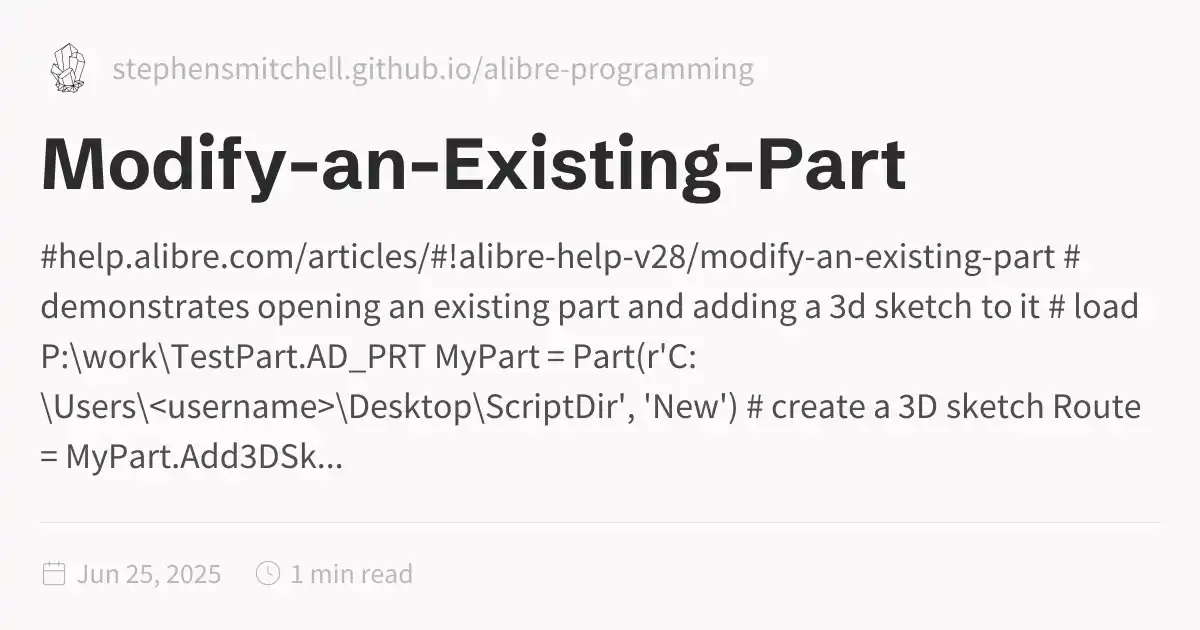 stephensmitchell.github.io/alibre-programming
Modify-an-Existing-Part
#help.alibre.com/articles/#!alibre-help-v28/modify-an-existing-part #
demonstrates opening an existing part and adding a 3d sketch to it # load
P:\work\TestPart.AD_PRT MyPart = Part(r'C:
\Users\<username>\Desktop\ScriptDir', 'New') # create a 3D sketch Route
= MyPart.Add3DSk...
Jun 25, 2025
1 min read